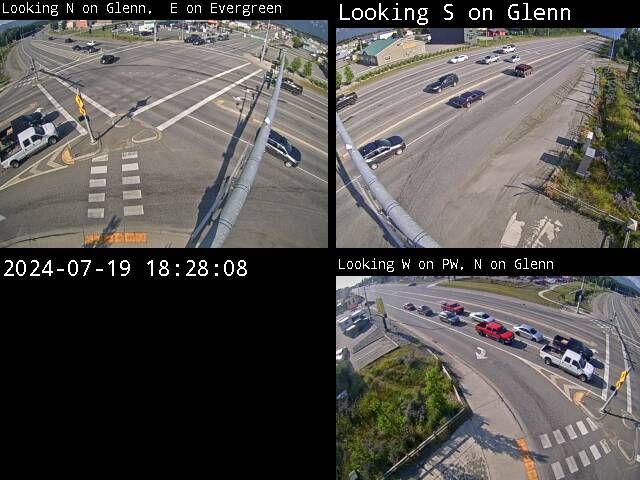 Looking N on Glenn,  E on Evergreen
Looking S on Glenn
2024-07-19 18:28:08
Looking W on PW, N on Glenn